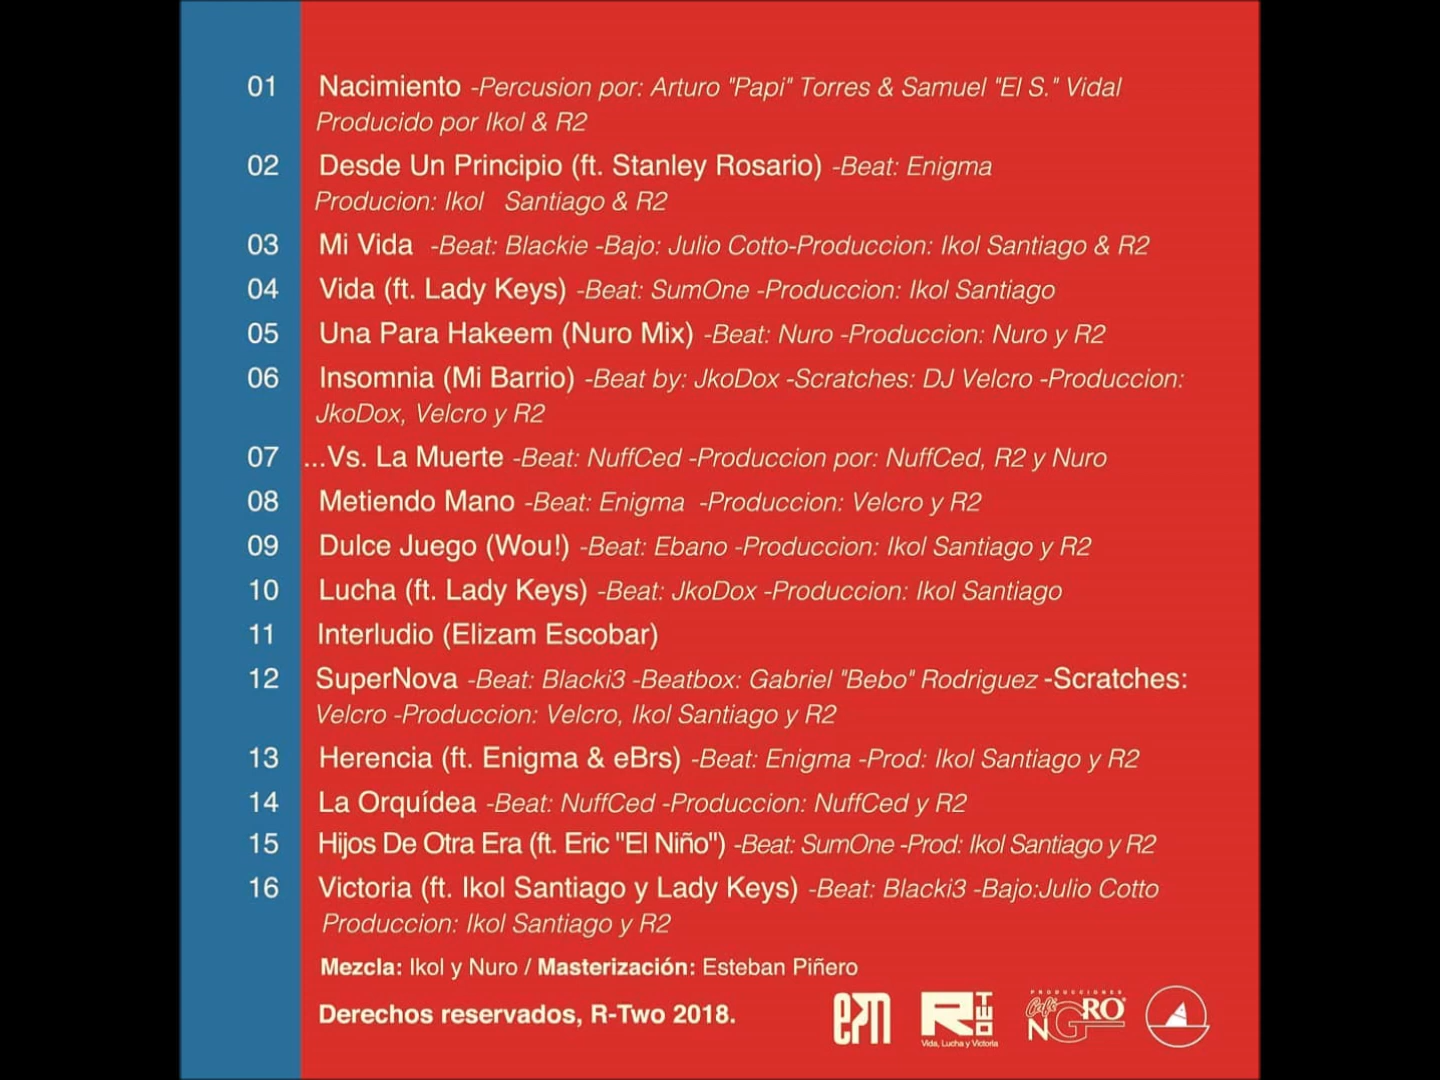 01 Nacimiento -Percusion por: Arturo "Papi" Torres & Samuel "El S." Vidal
Producido por Ikol & R2
02 Desde Un Principio (ft. Stanley Rosario) -Beat: Enigma
Producion: Ikol Santiago & R2
03 Mi Vida -Beat: Blackie -Bajo: Julio Cotto-Produccion: Ikol Santiago & R2
04 Vida (ft. Lady Keys) -Beat: SumOne -Produccion: Ikol Santiago
05 Una Para Hakeem (Nuro Mix) -Beat: Nuro -Produccion: Nuro y R2
06 Insomnia (Mi Barrio) -Beat by: JkoDox -Scratches: DJ Velcro -Produccion:
JkoDox, Velcro y R2
07 ...Vs. La Muerte -Beat: NuffCed -Produccion por: NuffCed, R2 y Nuro
08 Metiendo Mano -Beat: Enigma -Produccion: Velcro y R2
09 Dulce Juego (Wou!) -Beat: Ebano -Produccion: Ikol Santiago y R2
10 Lucha (ft. Lady Keys) -Beat: JkoDox -Produccion: Ikol Santiago
11 Interludio (Elizam Escobar)
12 SuperNova -Beat: Blacki3 -Beatbox: Gabriel "Bebo" Rodriguez -Scratches:
Velcro -Produccion: Velcro, Ikol Santiago y R2
13 Herencia (ft. Enigma & eBrs) -Beat: Enigma -Prod: Ikol Santiago y R2
14 La Orquídea -Beat: NuffCed -Produccion: NuffCed y R2
15 Hijos De Otra Era (ft. Eric "El Niño") -Beat: SumOne -Prod: Ikol Santiago y R2
16 Victoria (ft. Ikol Santiago y Lady Keys) -Beat: Blacki3 -Bajo:Julio Cotto
Produccion: Ikol Santiago y R2
Mezcla: Ikol y Nuro / Masterización: Esteban Piñero
Derechos reservados, R-Two 2018.
R TWO
Vida, Lucha y Victoria
PRODUCCIONES
Café NGRO